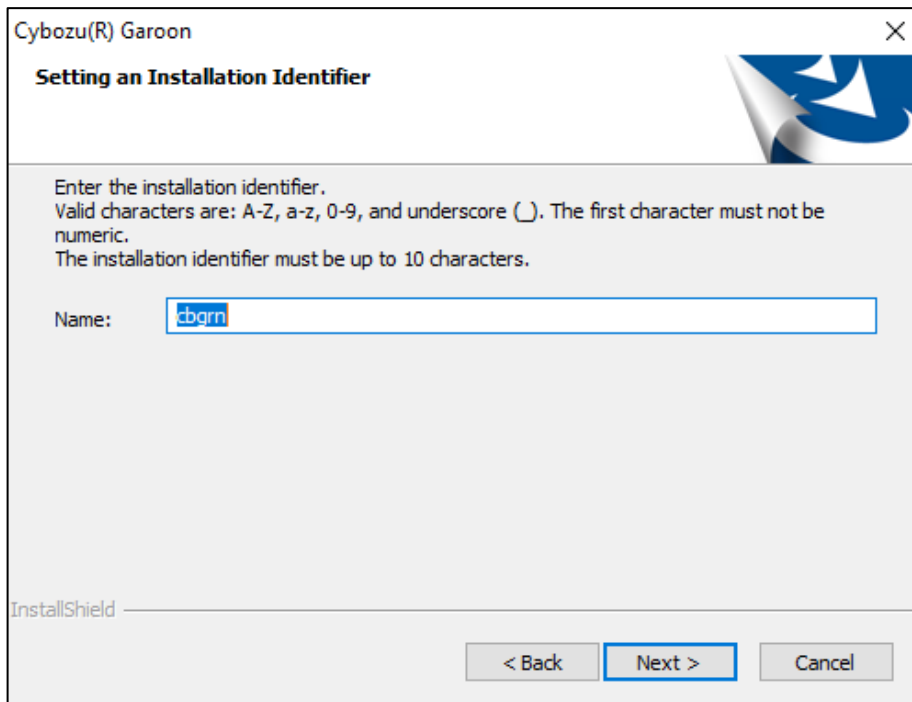 Cybozu(R) Garoon
Setting an Installation Identifier
Enter the installation identifier.
Valid characters are: A-Z, a-z, 0-9, and underscore (_). The first character must not be
numeric.
The installation identifier must be up to 10 characters.
Name: cbgrn
InstallShield
< Back Next > Cancel